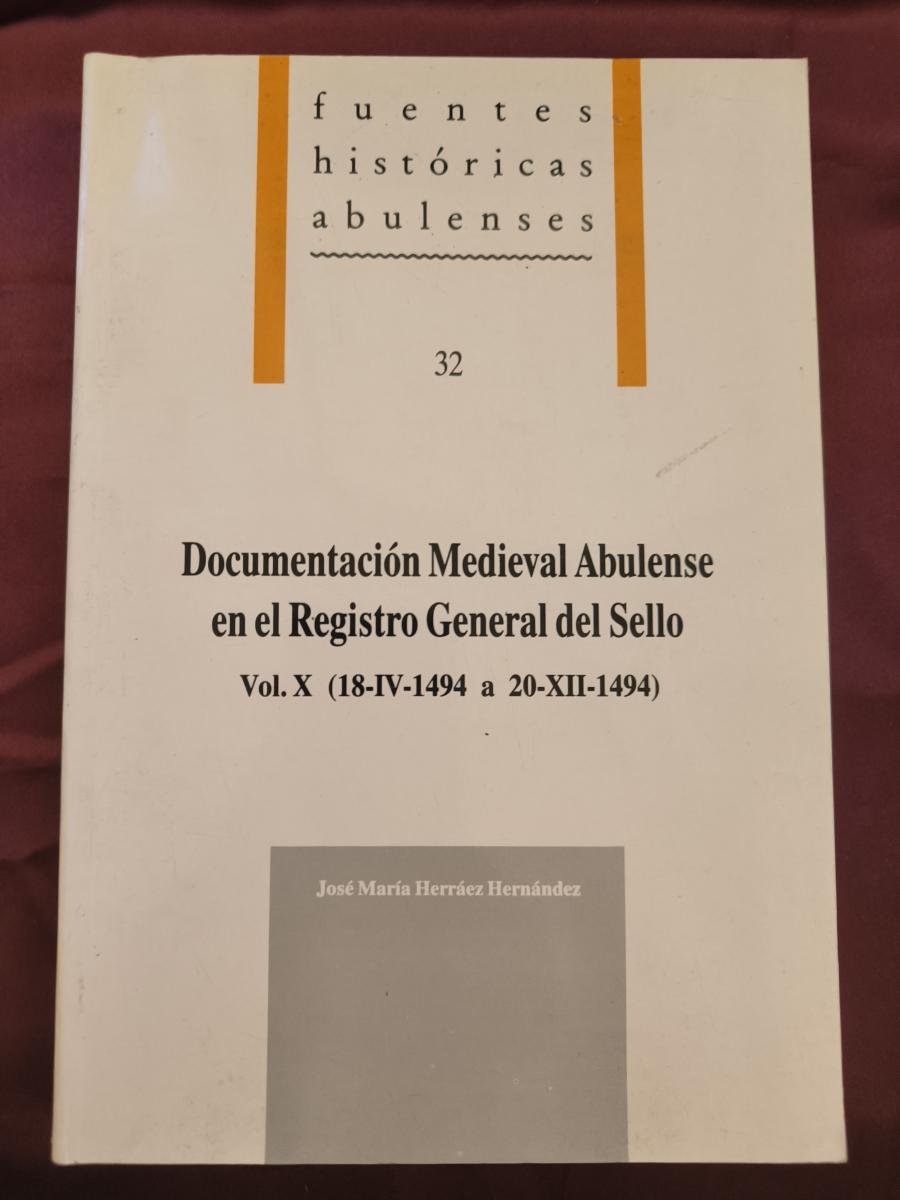 fuentes
históricas
abulenses
32
Documentación Medieval Abulense
en el Registro General del Sello
Vol. X (18-IV-1494 a 20-XII-1494)
José María Herráez Hernández